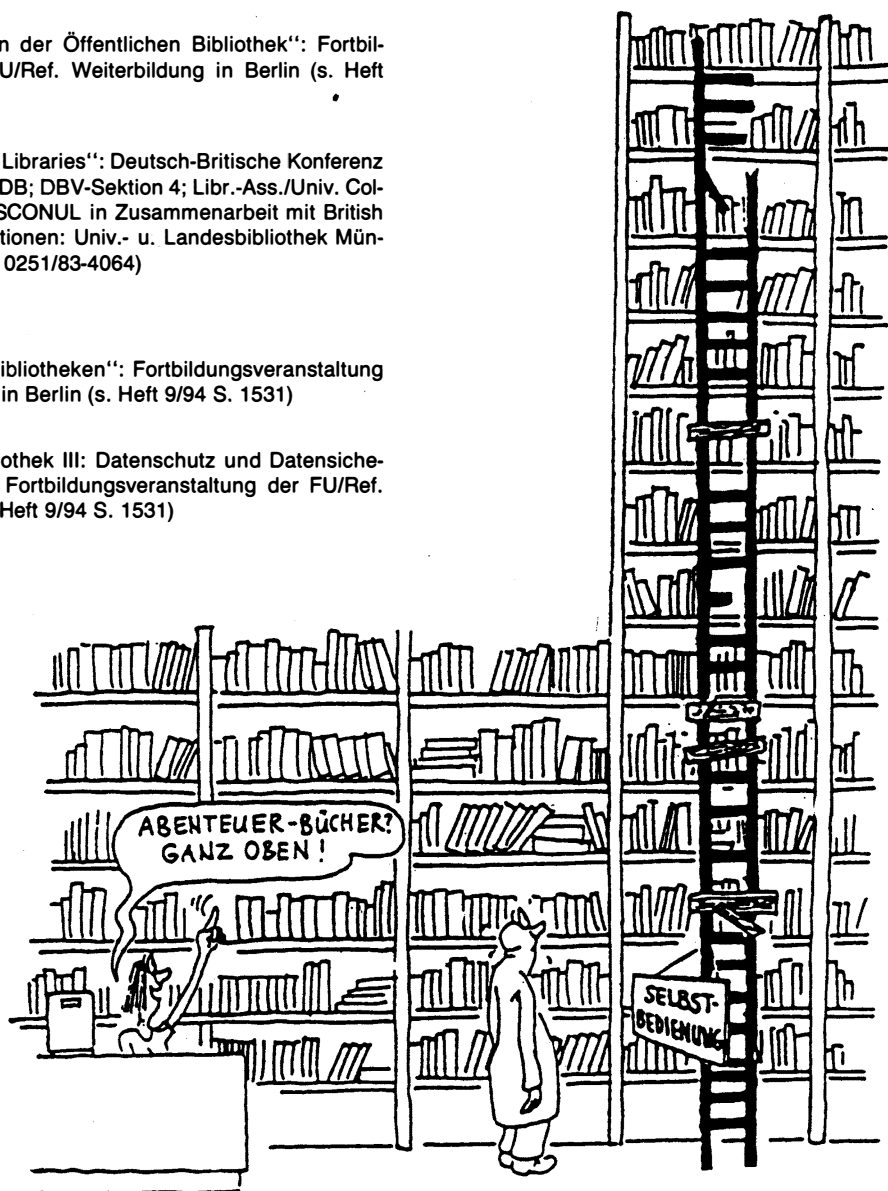 n der Öffentlichen Bibliothek“: Fortbil-
U/Ref. Weiterbildung in Berlin (s. Heft
Libraries“: Deutsch-Britische Konferenz
DB; DBV-Sektion 4; Libr.-Ass./Univ. Col-
SCONUL in Zusammenarbeit mit British
tionen: Univ.- u. Landesbibliothek Mün-
0251/83-4064)
ibliotheken“: Fortbildungsveranstaltung
in Berlin (s. Heft 9/94 S. 1531)
othek III: Datenschutz und Datensiche-
Fortbildungsveranstaltung der FU/Ref.
Heft 9/94 S. 1531)
ABENTEUER-BÜCHER?
GANZ OBEN!
SELBST-
BEDIENUNG